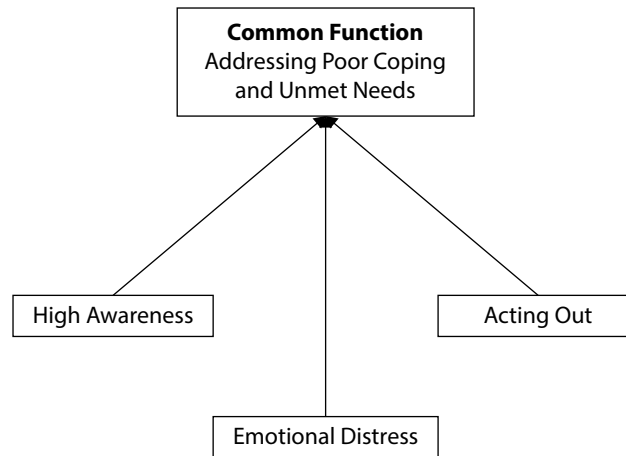 Common Function
Addressing Poor Coping
and Unmet Needs
High Awareness
Acting Out
Emotional Distress